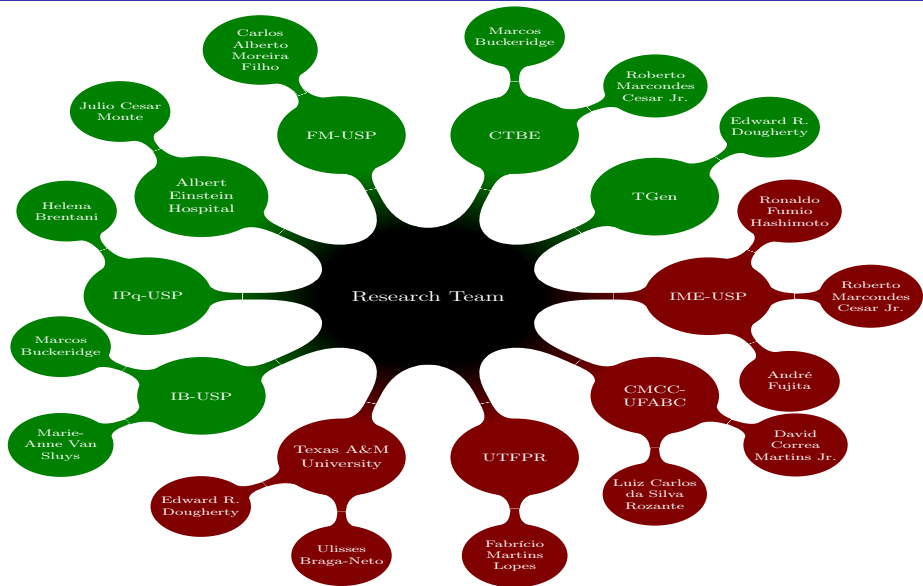 Research Team
CTBE
Marcos
Buckeridge
Roberto
Marcondes
Cesar Jr.
TGen
Edward R.
Dougherty
IME-USP
Ronaldo
Fumio
Hashimoto
Roberto
Marcondes
Cesar Jr.
André
Fujita
CMCC-
UFABC
David
Correa
Martins Jr.
Luiz Carlos
da Silva
Rozante
UTFPR
Fabrício
Martins
Lopes
Texas A&M
University
Ulisses
Braga-Neto
Edward R.
Dougherty
IB-USP
Marie-
Anne Van
Sluys
Marcos
Buckeridge
IPq-USP
Helena
Brentani
Albert
Einstein
Hospital
Julio Cesar
Monte
FM-USP
Carlos
Alberto
Moreira
Filho